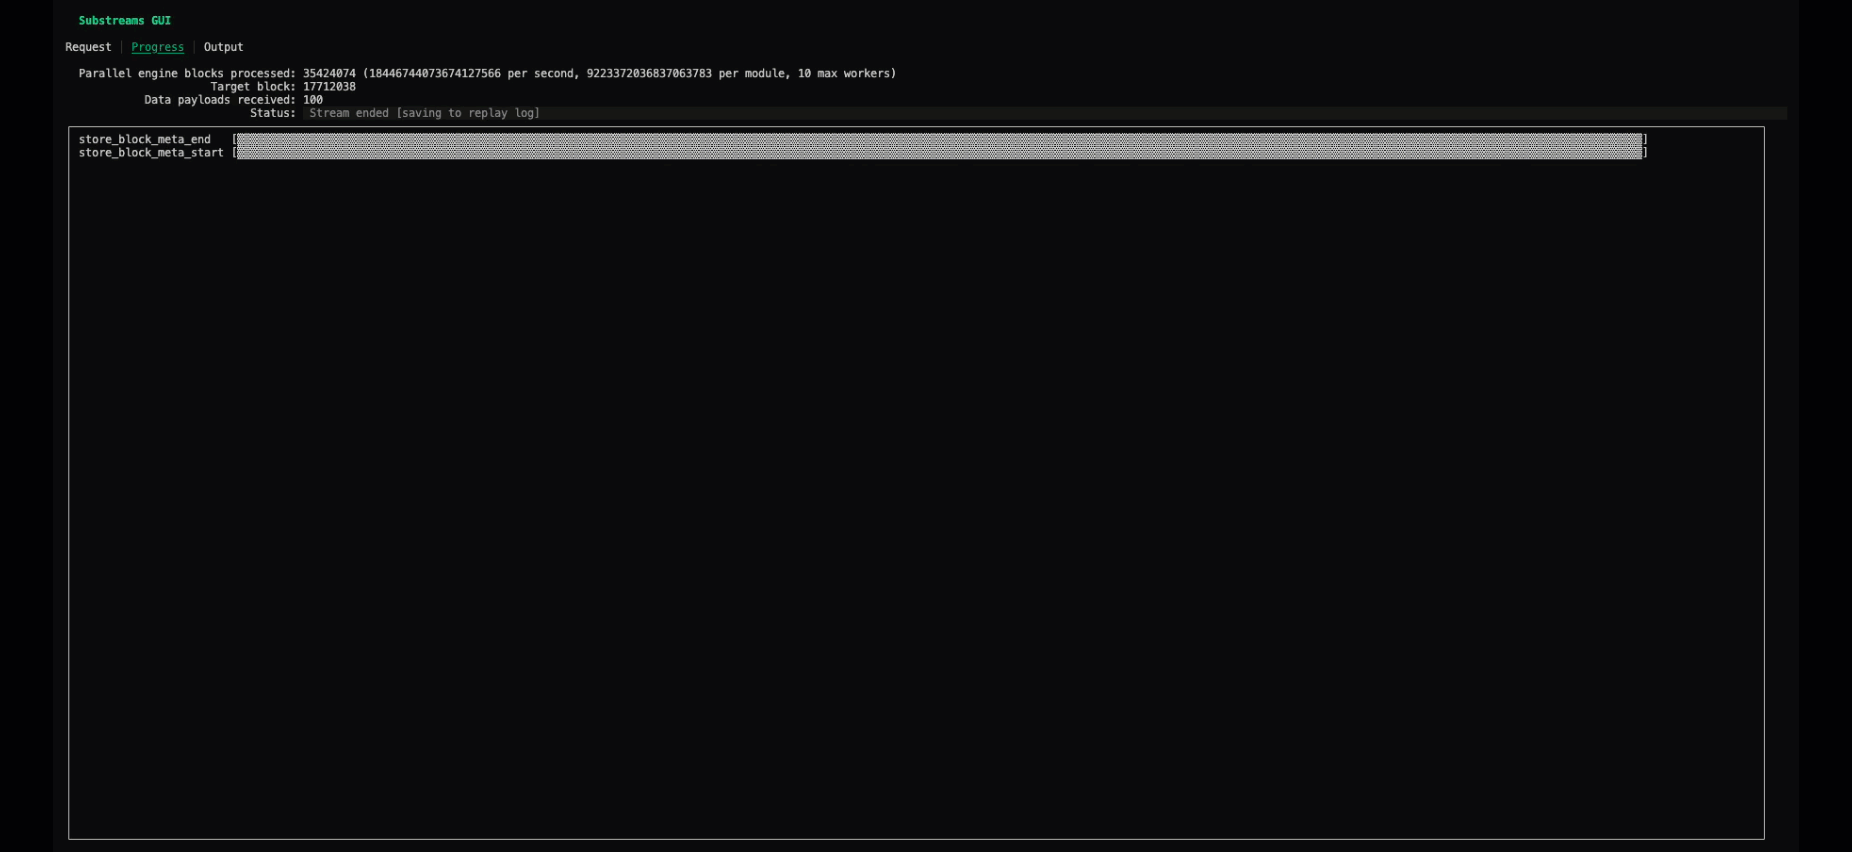 Substreams GUI
Request | Progress | Output
Parallel engine blocks processed: 35424074 (18446744073674127566 per second, 9223372036837063783 per module, 10 max workers)
Target block: 17712038
Data payloads received: 100
Status: Stream ended [saving to replay log]
store_block_meta_end [ ]
store_block_meta_start [ ]